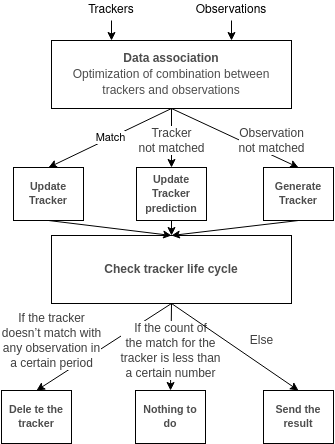 Trackers
Observations
Data association
Optimization of combination between
trackers and observations
Match
Tracker
not matched
Observation
not matched
Update
Tracker
Update
Tracker
prediction
Generate
Tracker
Check tracker life cycle
If the tracker
doesn't match with
any observation in
a certain period
If the count of
the match for the
tracker is less than
a certain number
Else
Dele te the
tracker
Nothing to
do
Send the
result